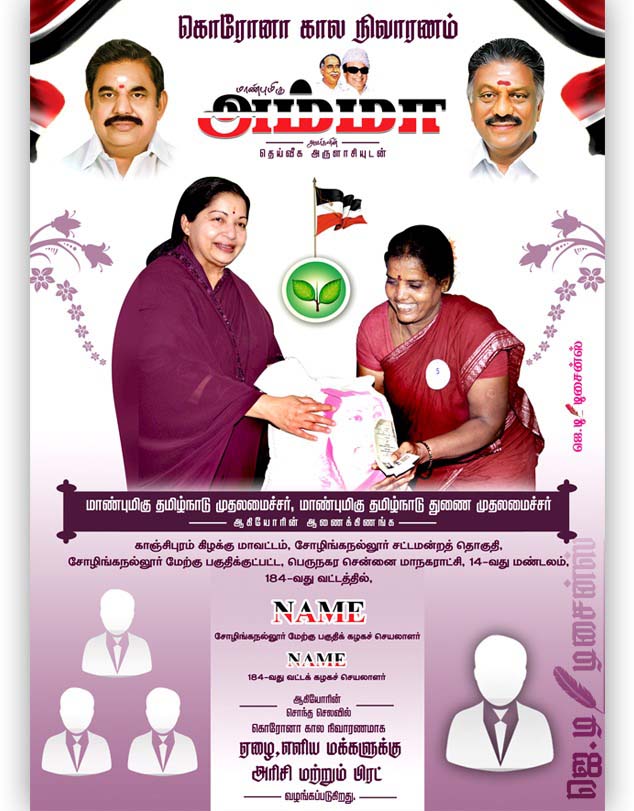 கொரோனா கால நிவாரணம்
மாண்புமிகு
அம்மா
அவர்களின்
தெய்வீக அருளாசியுடன்
5
ஜெ.டி டிசைன்ஸ்
மாண்புமிகு தமிழ்நாடு முதலமைச்சர், மாண்புமிகு தமிழ்நாடு துணை முதலமைச்சர்
ஆகியோரின் ஆணைக்கிணங்க
காஞ்சிபுரம் கிழக்கு மாவட்டம், சோழிங்கநல்லூர் சட்டமன்றத் தொகுதி,
சோழிங்கநல்லூர் மேற்கு பகுதிக்குட்பட்ட, பெருநகர சென்னை மாநகராட்சி, 14-வது மண்டலம்,
184-வது வட்டத்தில்,
NAME
சோழிங்கநல்லூர் மேற்கு பகுதிக் கழகச் செயலாளர்
NAME
184-வது வட்டக் கழகச் செயலாளர்
ஆகியோரின்
சொந்த செலவில்
கொரோனா கால நிவாரணமாக
ஏழை,எளிய மக்களுக்கு
அரிசி மற்றும் பிரட்
வழங்கப்படுகிறது.
ஜெ.டி டிசைன்ஸ்